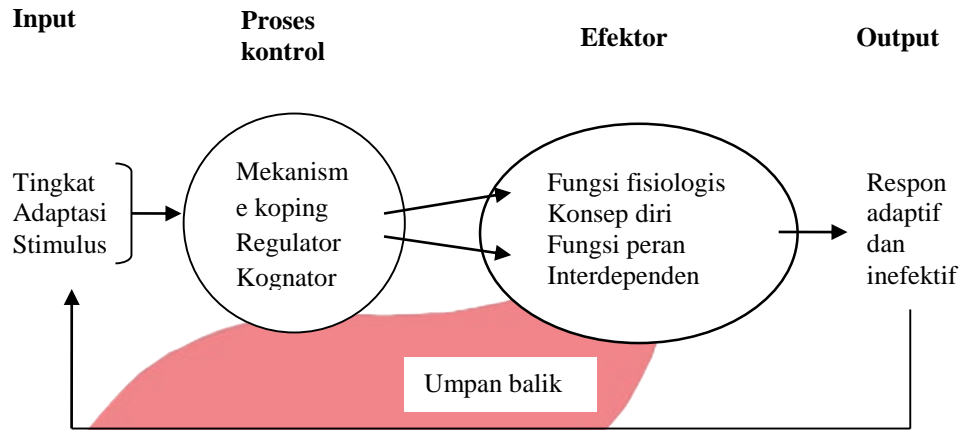 Input
Proses
kontrol
Efektor
Output
Tingkat
Adaptasi
Stimulus
Mekanism
e koping
Regulator
Kognator
Fungsi fisiologis
Konsep diri
Fungsi peran
Interdependen
Respon
adaptif
dan
inefektif
Umpan balik